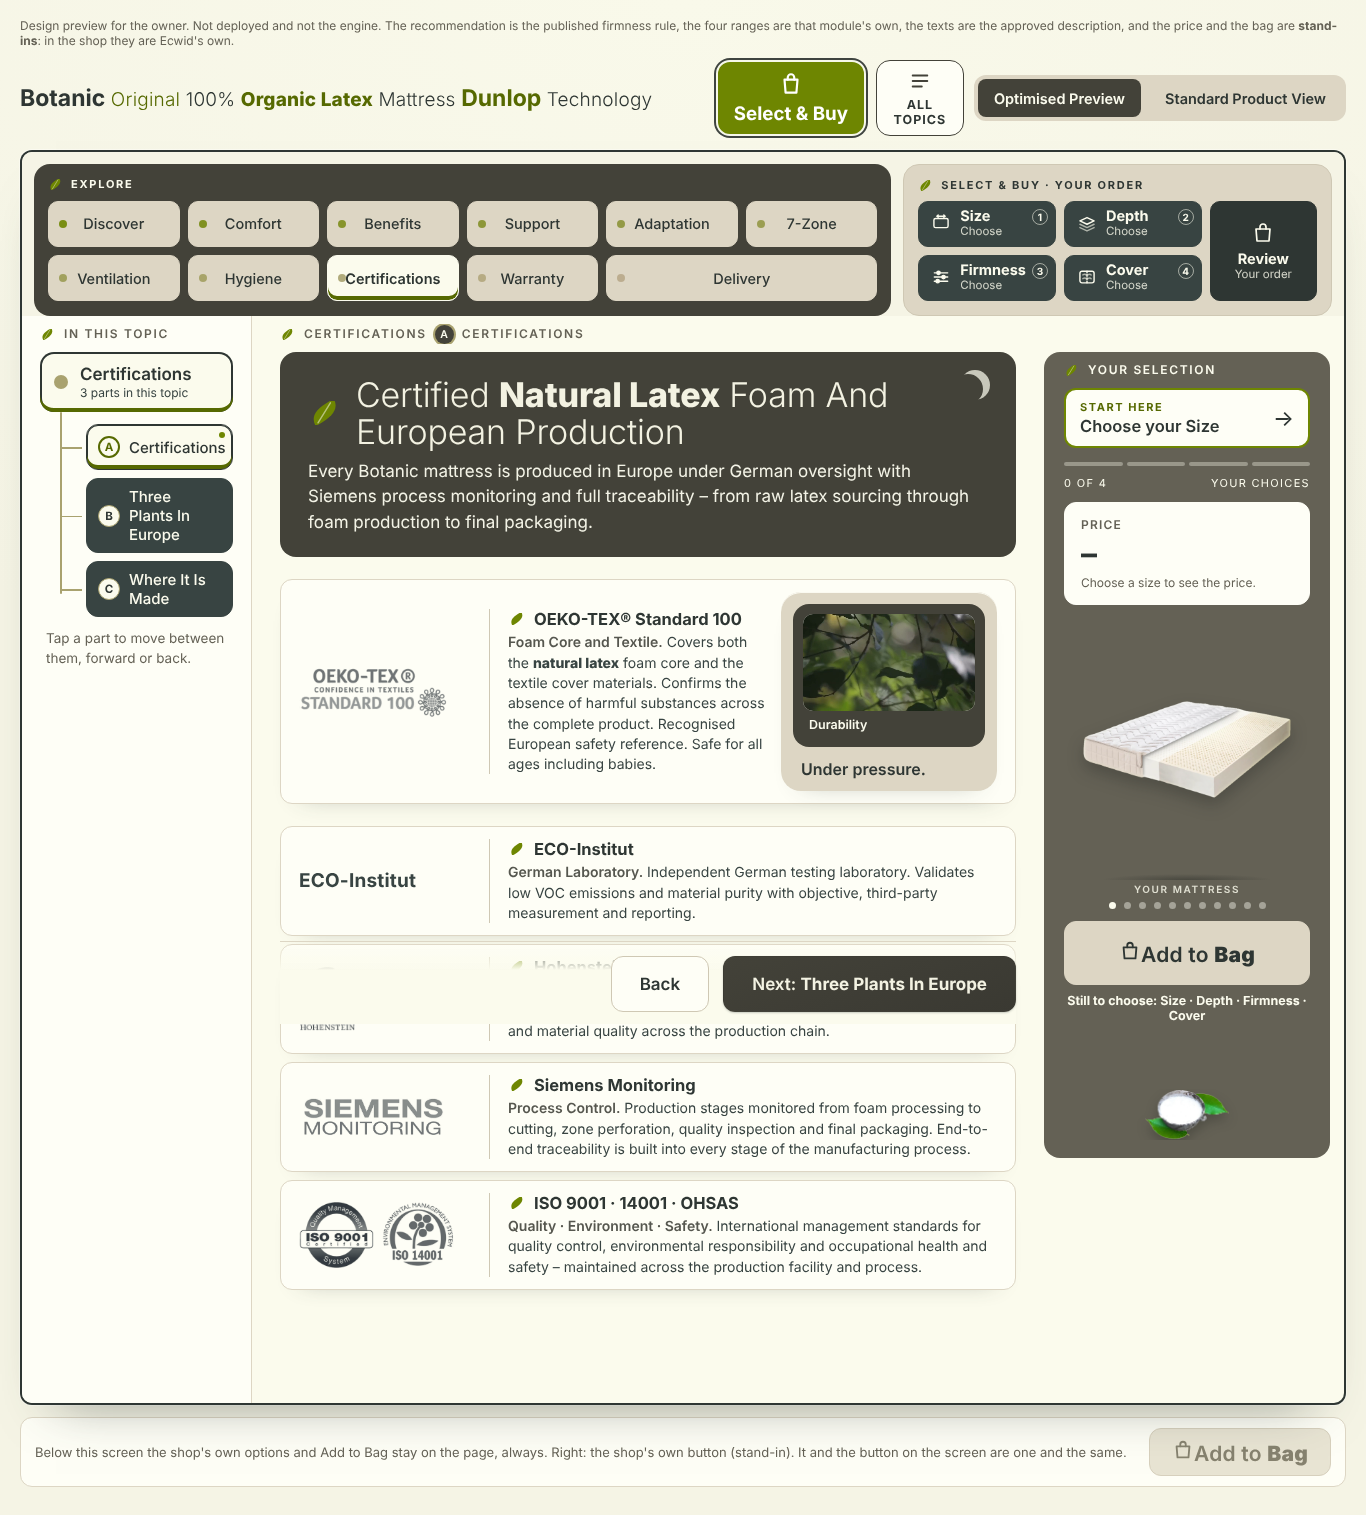 Design preview for the owner. Not deployed and not the engine. The recommendation is the published firmness rule, the four ranges are that module's own, the texts are the approved description, and the price and the bag are stand-
ins: in the shop they are Ecwid's own.
Botanic Original 100% Organic Latex Mattress Dunlop Technology
Select & Buy
ALL
TOPICS
Optimised Preview
Standard Product View
EXPLORE
Discover
Comfort
Benefits
Support
Adaptation
7-Zone
Ventilation
Hygiene
Certifications
Warranty
Delivery
SELECT & BUY · YOUR ORDER
Size
Choose
1
Depth
Choose
2
Firmness
Choose
3
Cover
Choose
4
Review
Your order
IN THIS TOPIC
Certifications
3 parts in this topic
A
Certifications
B
Three
Plants In
Europe
C
Where It Is
Made
Tap a part to move between
them, forward or back.
CERTIFICATIONS A CERTIFICATIONS
Certified Natural Latex Foam And
European Production
Every Botanic mattress is produced in Europe under German oversight with
Siemens process monitoring and full traceability – from raw latex sourcing through
foam production to final packaging.
OEKO-TEX®
CONFIDENCE IN TEXTILES
STANDARD 100
OEKO-TEX® Standard 100
Foam Core and Textile. Covers both
the natural latex foam core and the
textile cover materials. Confirms the
absence of harmful substances across
the complete product. Recognised
European safety reference. Safe for all
ages including babies.
Durability
Under pressure.
ECO-Institut
ECO-Institut
German Laboratory. Independent German testing laboratory. Validates
low VOC emissions and material purity with objective, third-party
measurement and reporting.
Back
Next: Three Plants In Europe
HOHENSTEIN
and material quality across the production chain.
SIEMENS
MONITORING
Siemens Monitoring
Process Control. Production stages monitored from foam processing to
cutting, zone perforation, quality inspection and final packaging. End-to-
end traceability is built into every stage of the manufacturing process.
Quality Management
ISO 9001
Certified
System
ENVIRONMENTAL MANAGEMENT SYSTEM
ISO 14001
ISO 9001 · 14001 · OHSAS
Quality · Environment · Safety. International management standards for
quality control, environmental responsibility and occupational health and
safety – maintained across the production facility and process.
YOUR SELECTION
START HERE
Choose your Size
0 OF 4
YOUR CHOICES
PRICE
–
Choose a size to see the price.
YOUR MATTRESS
Add to Bag
Still to choose: Size · Depth · Firmness ·
Cover
Below this screen the shop's own options and Add to Bag stay on the page, always. Right: the shop's own button (stand-in). It and the button on the screen are one and the same.
Add to Bag